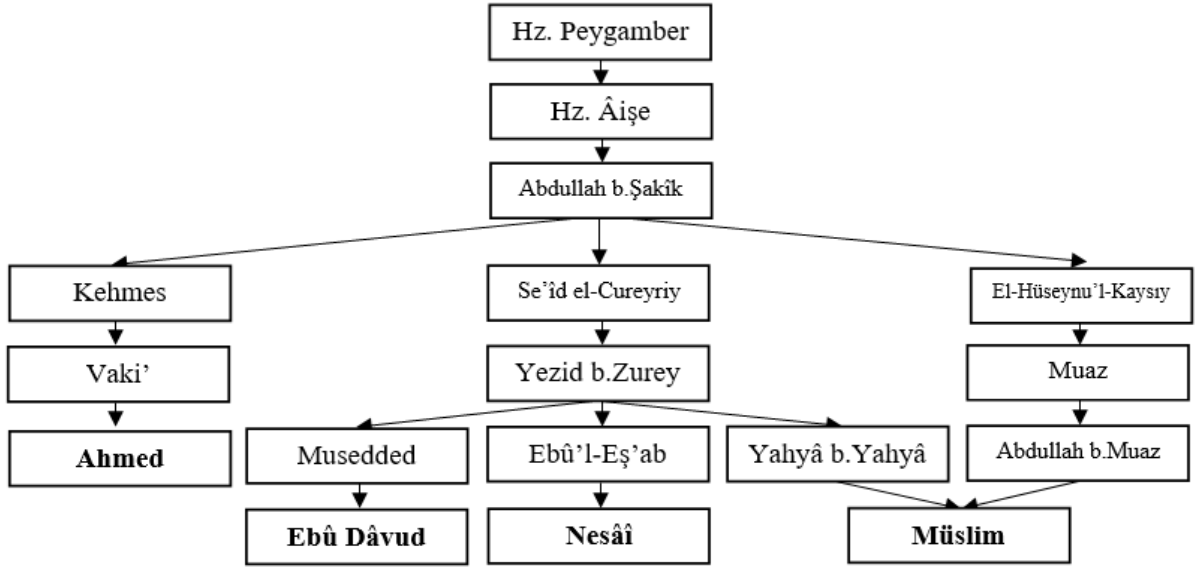 Hz. Peygamber
Hz. Âişe
Abdullah b.Şakîk
Kehmes
Se’îd el-Cureyriy
El-Hüseynu’l-Kaysıy
Vaki’
Yezid b.Zurey
Muaz
Ahmed
Musedded
Ebû’l-Eş’ab
Yahyâ b.Yahyâ
Abdullah b.Muaz
Ebû Dâvud
Nesâî
Müslim